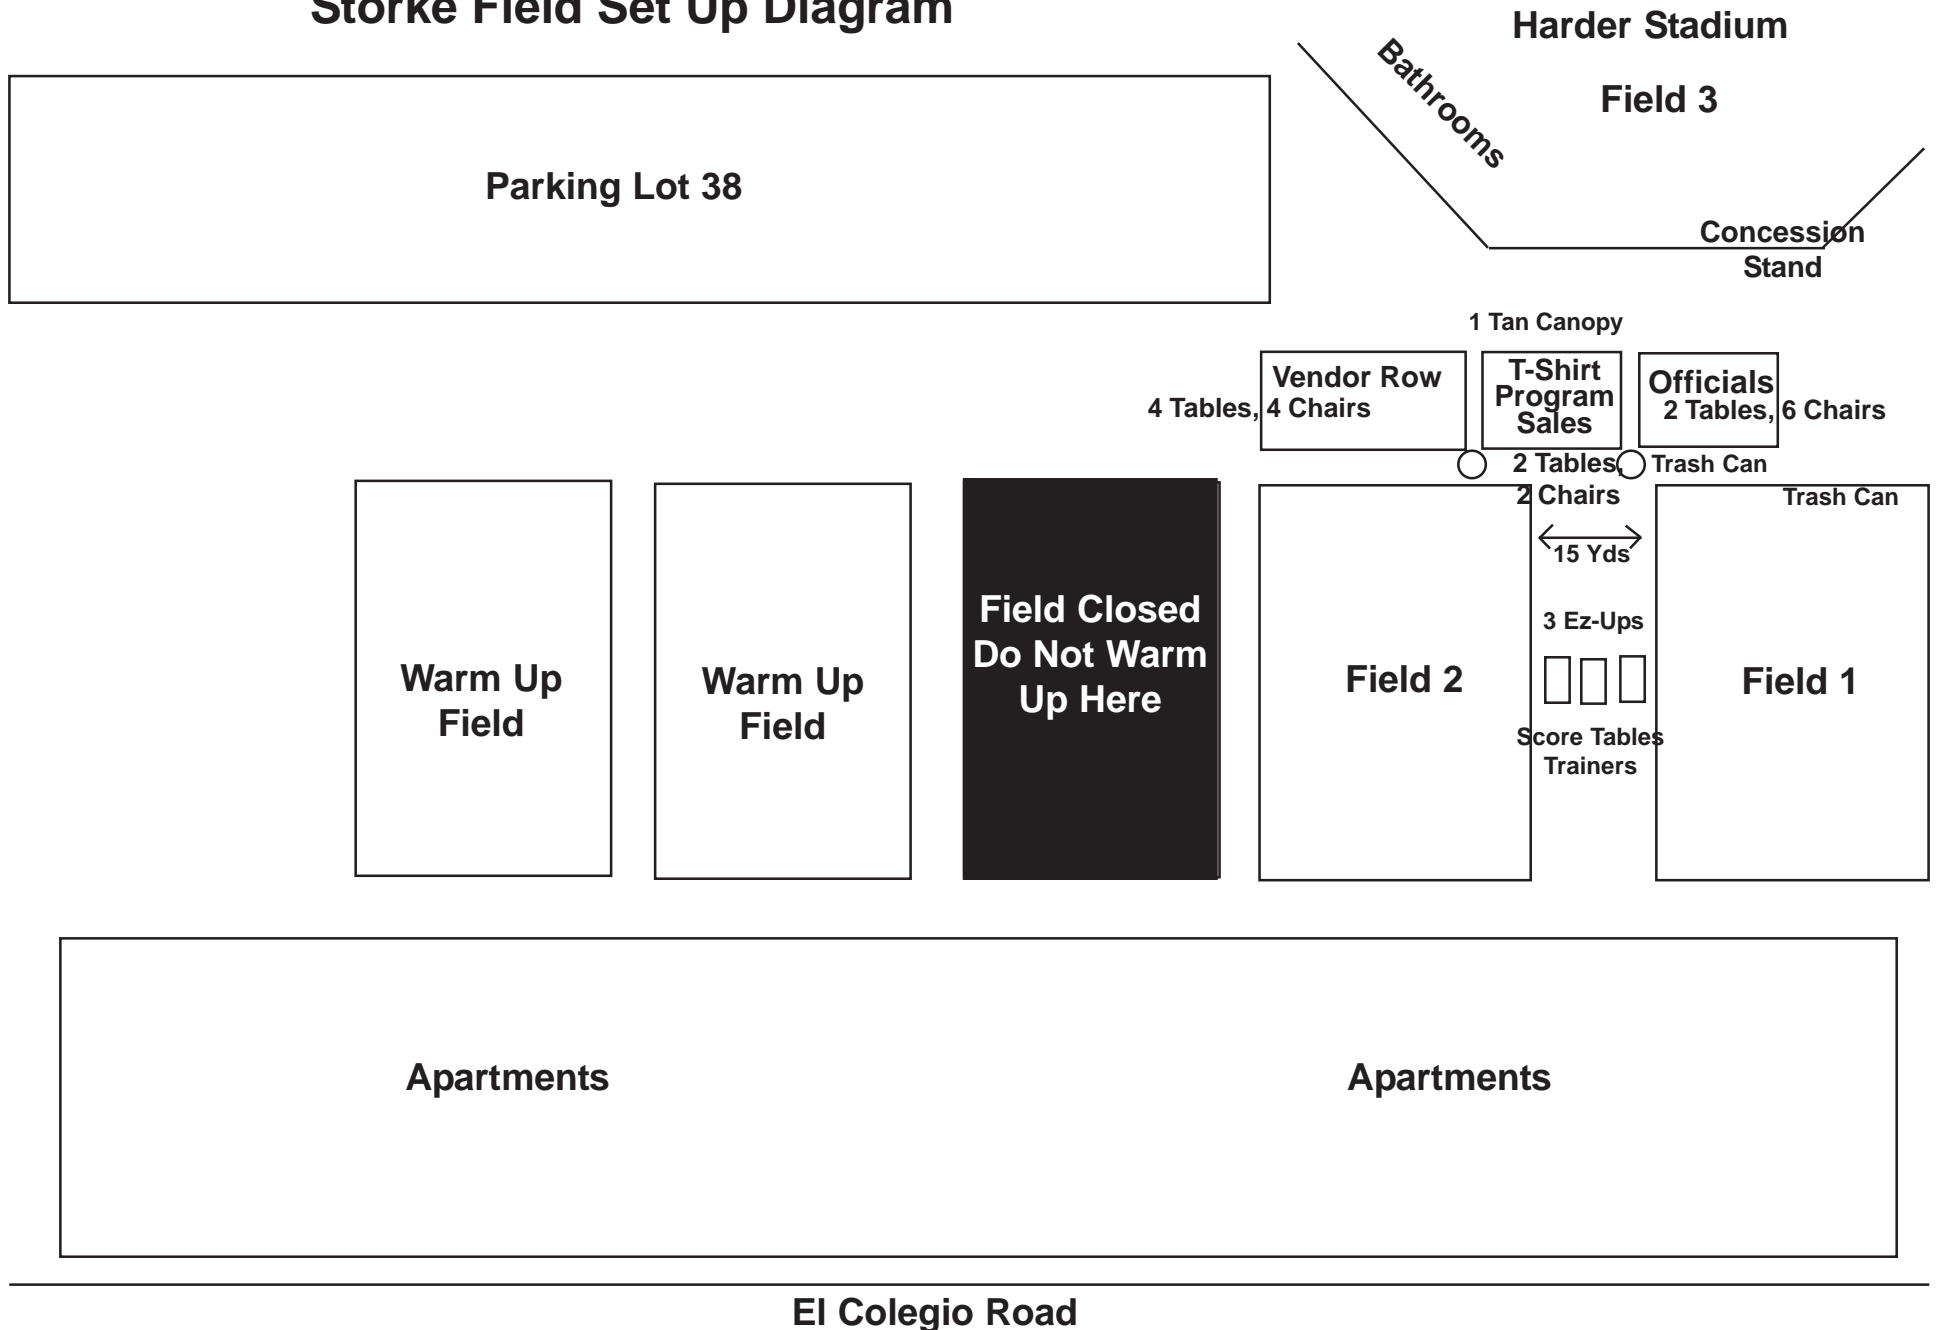 Storke Field Set Up Diagram
Harder Stadium
Bathrooms
Field 3
Parking Lot 38
Concession
Stand
1 Tan Canopy
Vendor Row
4 Tables, 4 Chairs
T-Shirt
Program
Sales
Officials
2 Tables, 6 Chairs
2 Tables,
2 Chairs
Trash Can
Trash Can
15 Yds
3 Ez-Ups
Warm Up
Field
Warm Up
Field
Field Closed
Do Not Warm
Up Here
Field 2
Field 1
Score Tables
Trainers
Apartments
Apartments
El Colegio Road